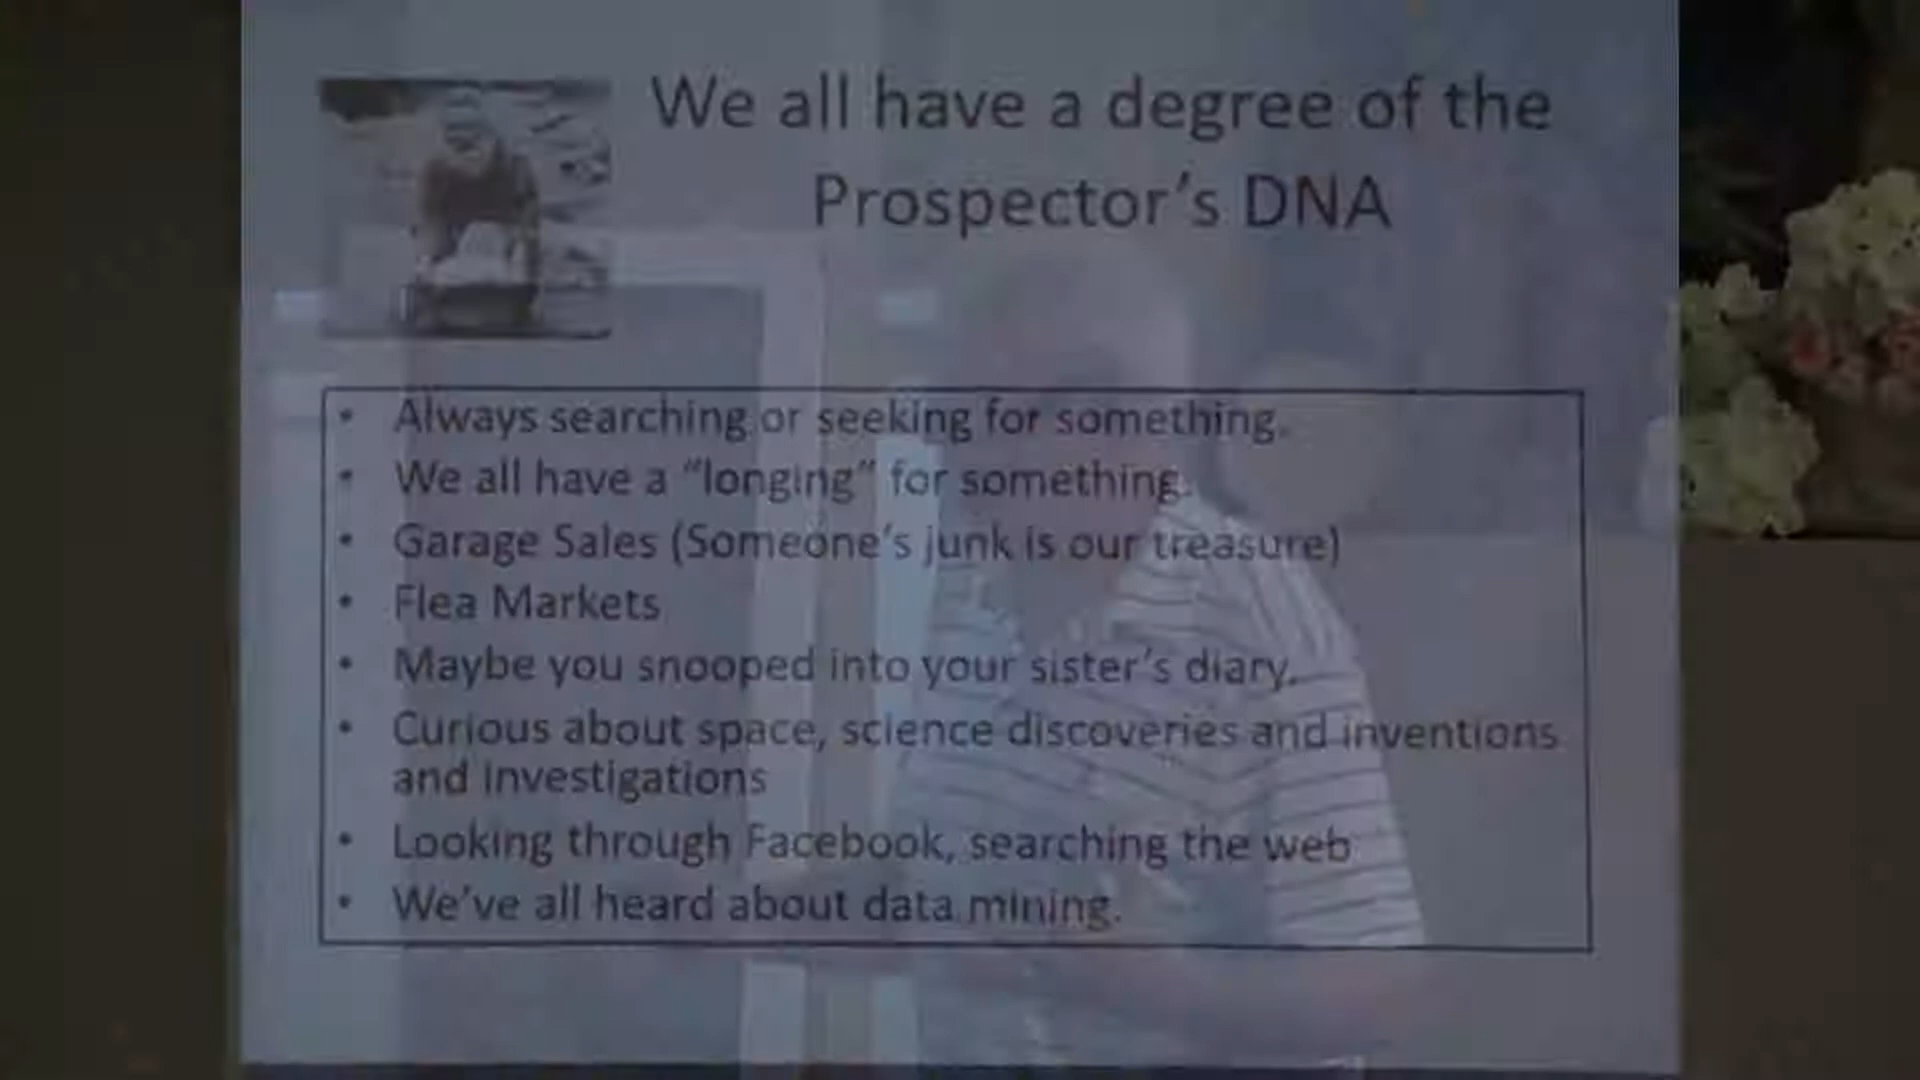 We all have a degree of the
Prospector's DNA
• Always searching or seeking for something.
• We all have a "longing" for something.
• Garage Sales (Someone's junk is our treasure)
• Flea Markets
• Maybe you snooped into your sister's diary.
• Curious about space, science discoveries and inventions
and investigations
• Looking through Facebook, searching the web
• We've all heard about data mining.